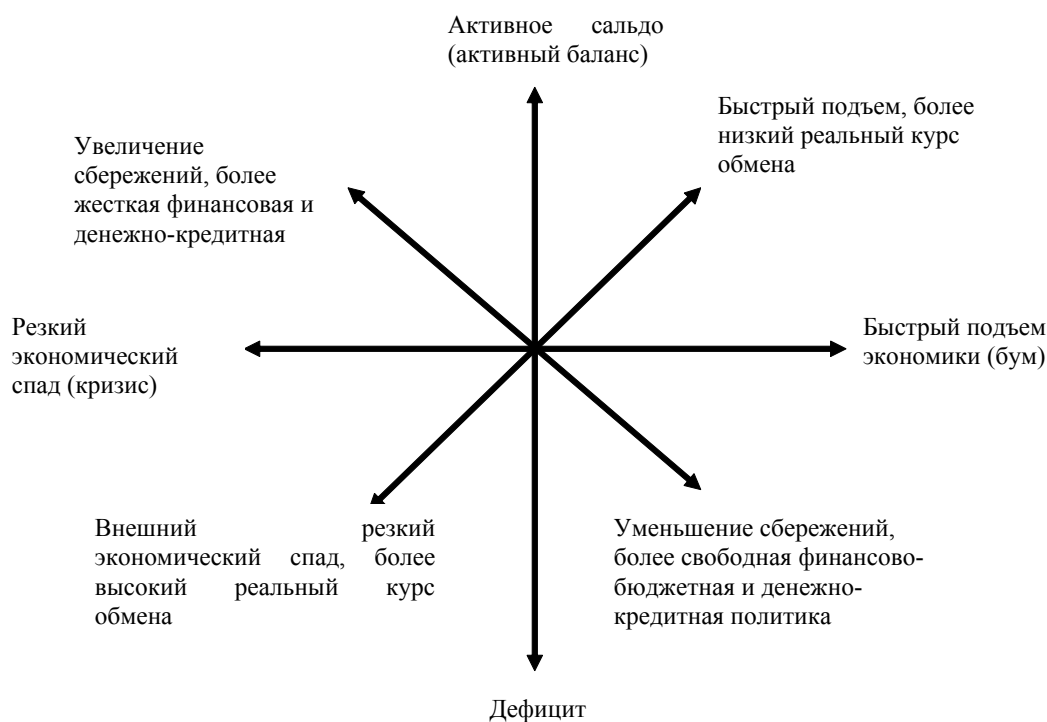 Активное сальдо
(активный баланс)
Быстрый подъем, более
низкий реальный курс
обмена
Увеличение
сбережений, более
жесткая финансовая и
денежно-кредитная
Резкий
экономический
спад (кризис)
Быстрый подъем
экономики (бум)
Внешний резкий
экономический спад, более
высокий реальный курс
обмена
Уменьшение сбережений,
более свободная финансово-
бюджетная и денежно-
кредитная политика
Дефицит